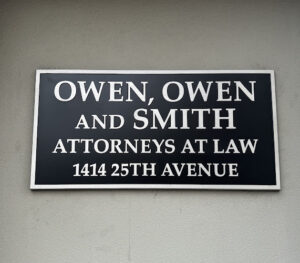 OWEN, OWEN
AND SMITH
ATTORNEYS AT LAW
1414 25TH AVENUE